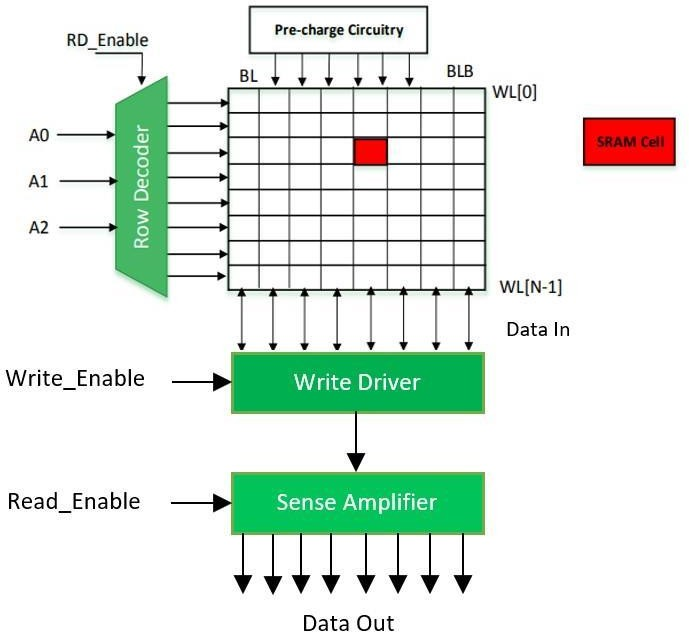 Pre-charge Circuitry
RD_Enable
BL
BLB
WL[0]
A0
A1
A2
Row Decoder
SRAM Cell
WL[N-1]
Data In
Write_Enable
Write Driver
Read_Enable
Sense Amplifier
Data Out